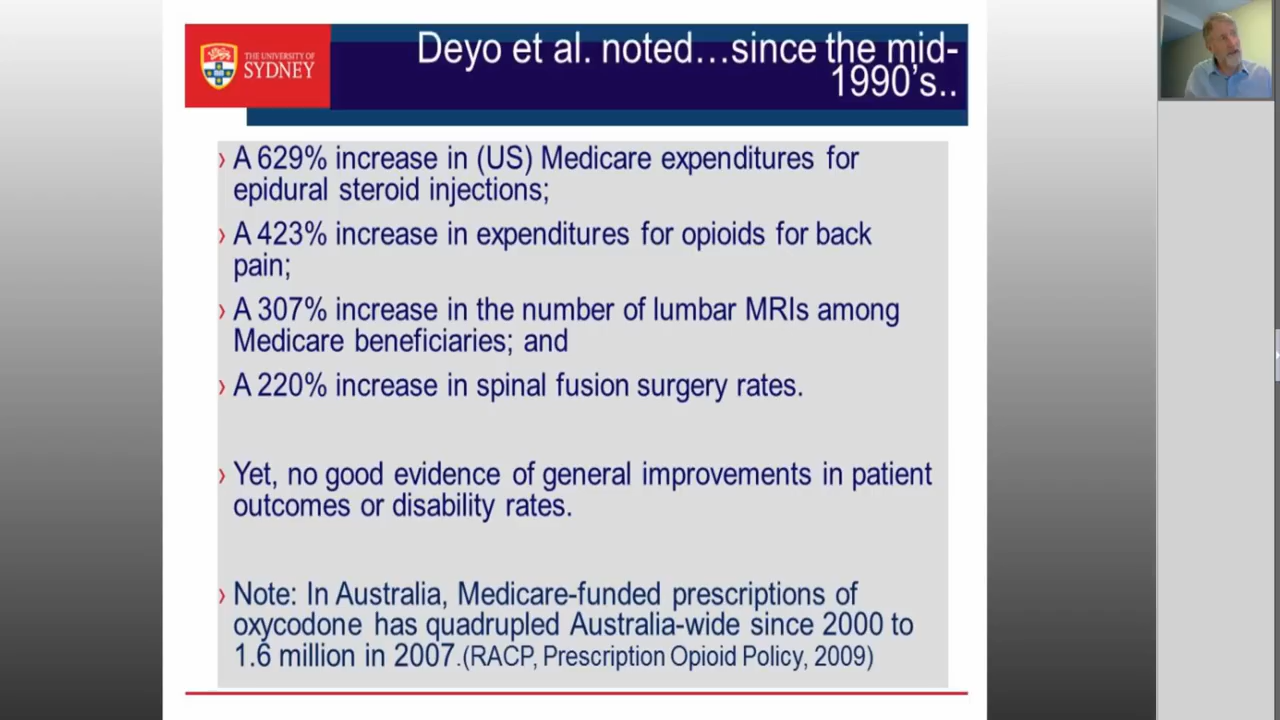 THE UNIVERSITY OF
SYDNEY
Deyo et al. noted…since the mid-
1990's..
› A 629% increase in (US) Medicare expenditures for
epidural steroid injections;
› A 423% increase in expenditures for opioids for back
pain;
› A 307% increase in the number of lumbar MRIs among
Medicare beneficiaries; and
› A 220% increase in spinal fusion surgery rates.
› Yet, no good evidence of general improvements in patient
outcomes or disability rates.
› Note: In Australia, Medicare-funded prescriptions of
oxycodone has quadrupled Australia-wide since 2000 to
1.6 million in 2007.(RACP, Prescription Opioid Policy, 2009)